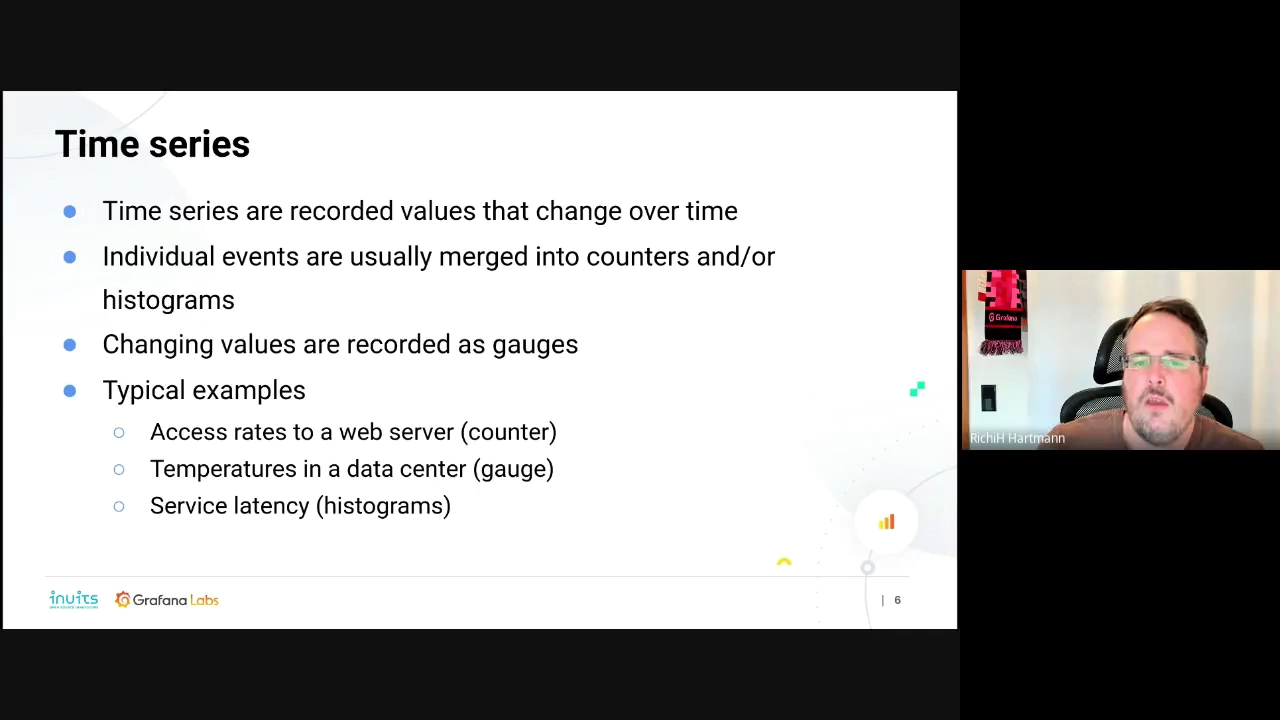 Time series
Time series are recorded values that change over time
Individual events are usually merged into counters and/or
histograms
Changing values are recorded as gauges
Typical examples
Access rates to a web server (counter)
Temperatures in a data center (gauge)
Service latency (histograms)
inuits
Grafana Labs
| 6
Grafana
RichiH Hartmann